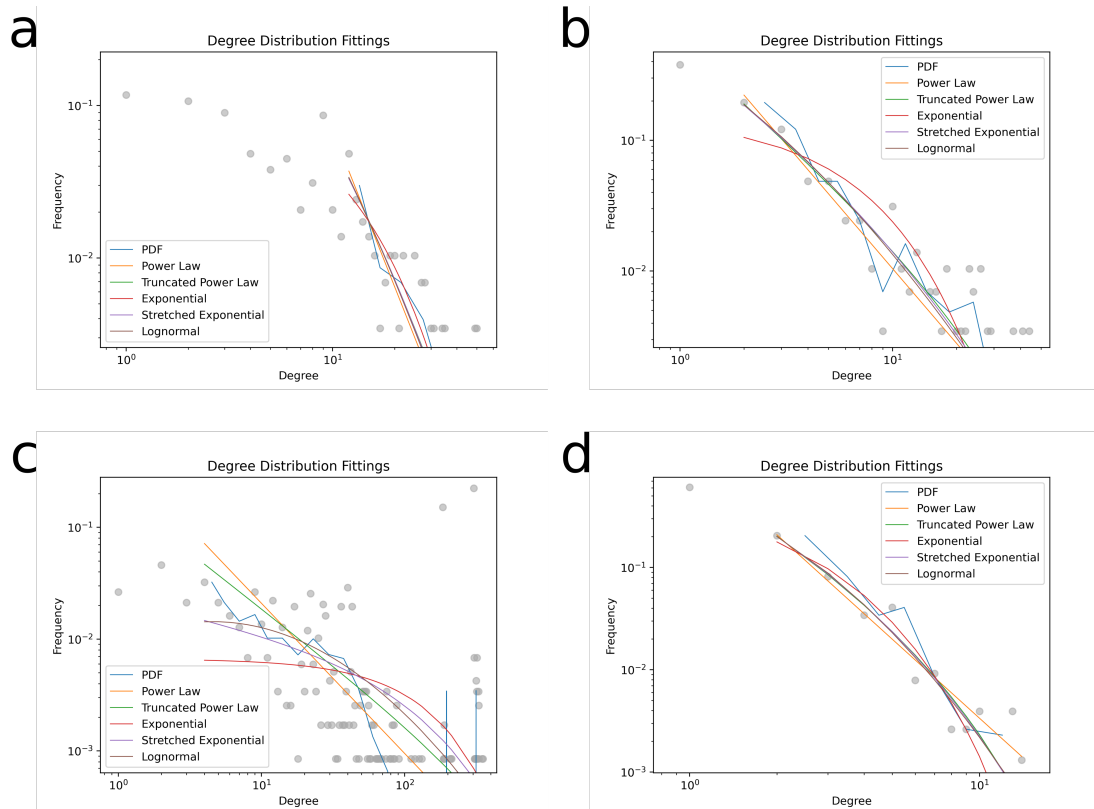 a
Degree Distribution Fittings
10⁻¹
10⁻²
Frequency
PDF
Power Law
Truncated Power Law
Exponential
Stretched Exponential
Lognormal
10⁰
10¹
Degree
b
Degree Distribution Fittings
10⁻¹
10⁻²
Frequency
PDF
Power Law
Truncated Power Law
Exponential
Stretched Exponential
Lognormal
10⁰
10¹
Degree
c
Degree Distribution Fittings
10⁻¹
10⁻²
10⁻³
Frequency
PDF
Power Law
Truncated Power Law
Exponential
Stretched Exponential
Lognormal
10⁰
10¹
10²
Degree
d
Degree Distribution Fittings
10⁻¹
10⁻²
10⁻³
Frequency
PDF
Power Law
Truncated Power Law
Exponential
Stretched Exponential
Lognormal
10⁰
10¹
Degree